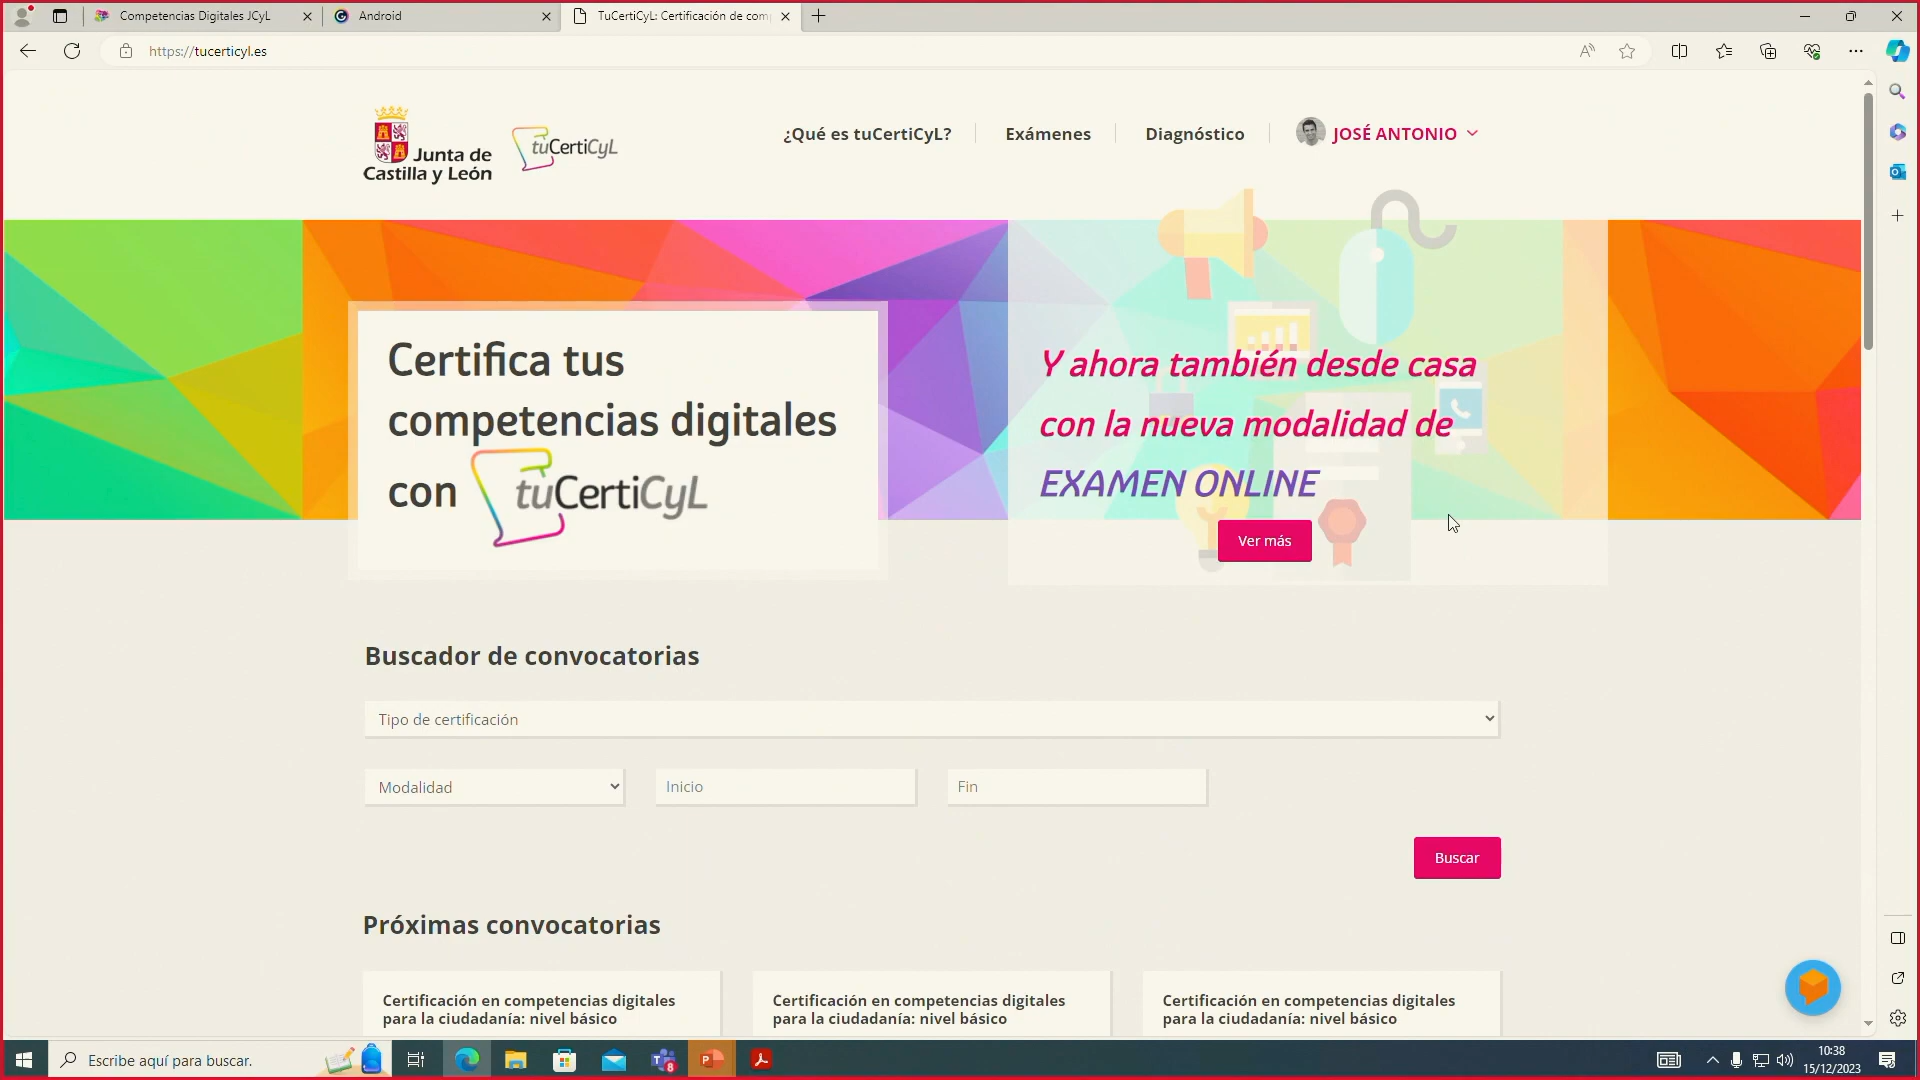 Competencias Digitales JCyL
Android
TuCertiCyL: Certificación de com
https://tucerticyl.es
Junta de
Castilla y León
tuCertiCyL
¿Qué es tuCertiCyL?
Exámenes
Diagnóstico
JOSÉ ANTONIO
Certifica tus
competencias digitales
con tuCertiCyL
Y ahora también desde casa
con la nueva modalidad de
EXAMEN ONLINE
Ver más
Buscador de convocatorias
Tipo de certificación
Modalidad
Inicio
Fin
Buscar
Próximas convocatorias
Certificación en competencias digitales
para la ciudadanía: nivel básico
Certificación en competencias digitales
para la ciudadanía: nivel básico
Certificación en competencias digitales
para la ciudadanía: nivel básico
Escribe aquí para buscar.
8
10:38
15/12/2023